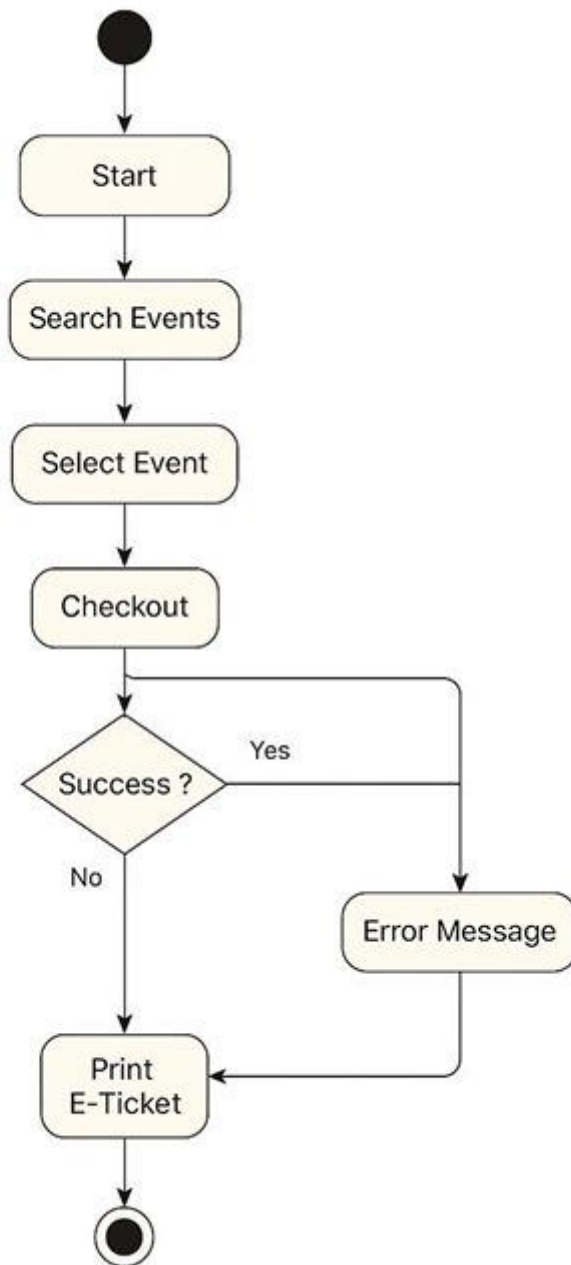 Start
Search Events
Select Event
Checkout
Success ?
Yes
No
Error Message
Print
E-Ticket